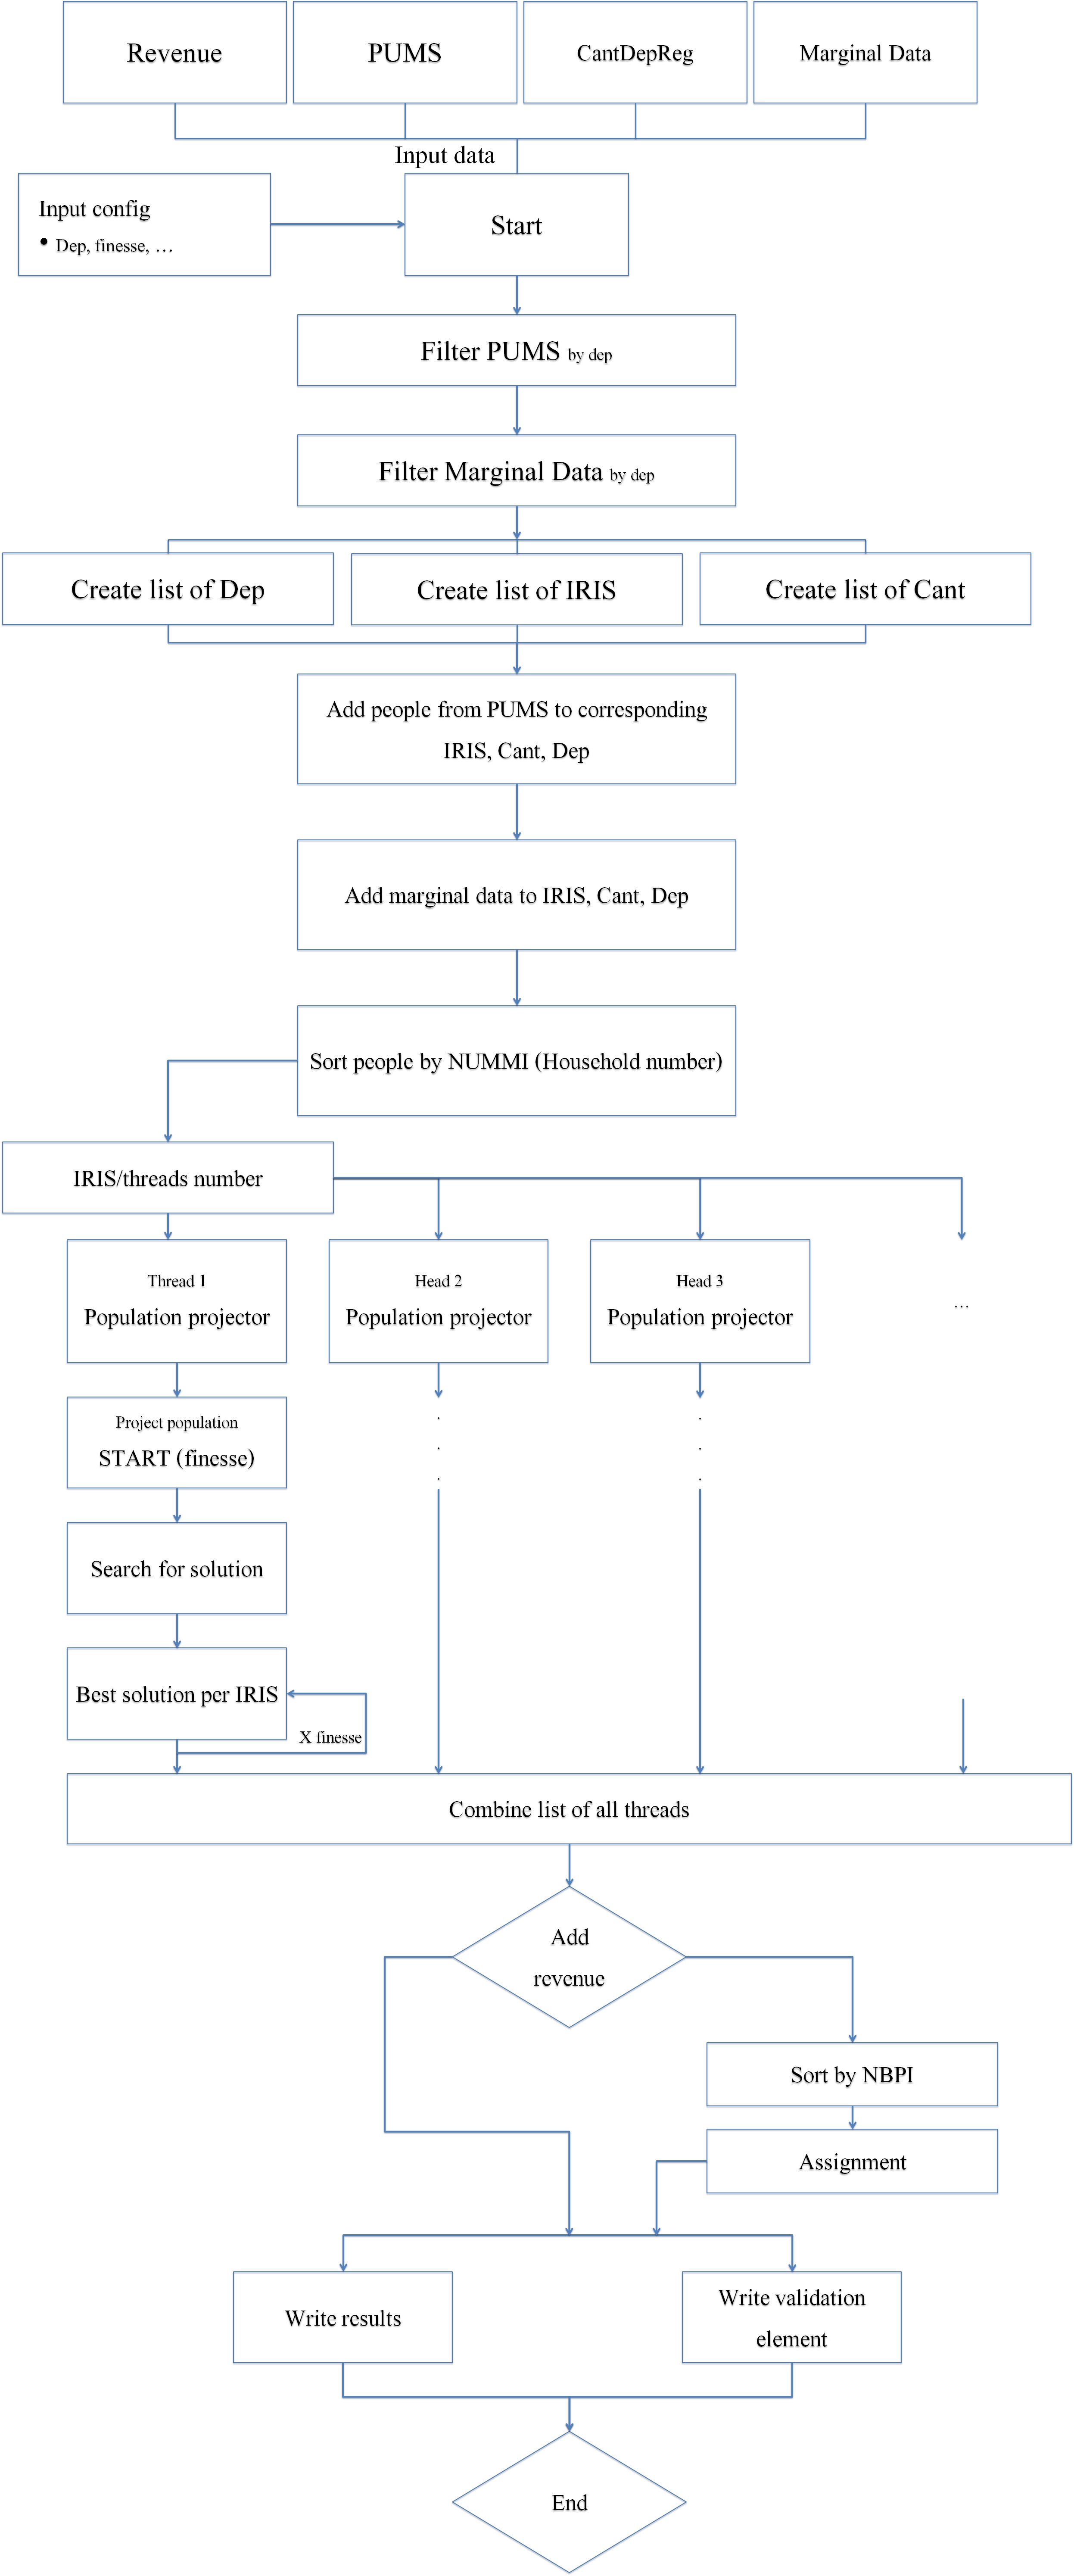 Revenue
PUMS
CantDepReg
Marginal Data
Input data
Input config
• Dep, finesse, …
Start
Filter PUMS by dep
Filter Marginal Data by dep
Create list of Dep
Create list of IRIS
Create list of Cant
Add people from PUMS to corresponding
IRIS, Cant, Dep
Add marginal data to IRIS, Cant, Dep
Sort people by NUMMI (Household number)
IRIS/threads number
Thread 1
Population projector
Head 2
Population projector
Head 3
Population projector
…
Project population
START (finesse)
.
.
.
.
.
.
Search for solution
Best solution per IRIS
X finesse
Combine list of all threads
Add
revenue
Sort by NBPI
Assignment
Write results
Write validation
element
End